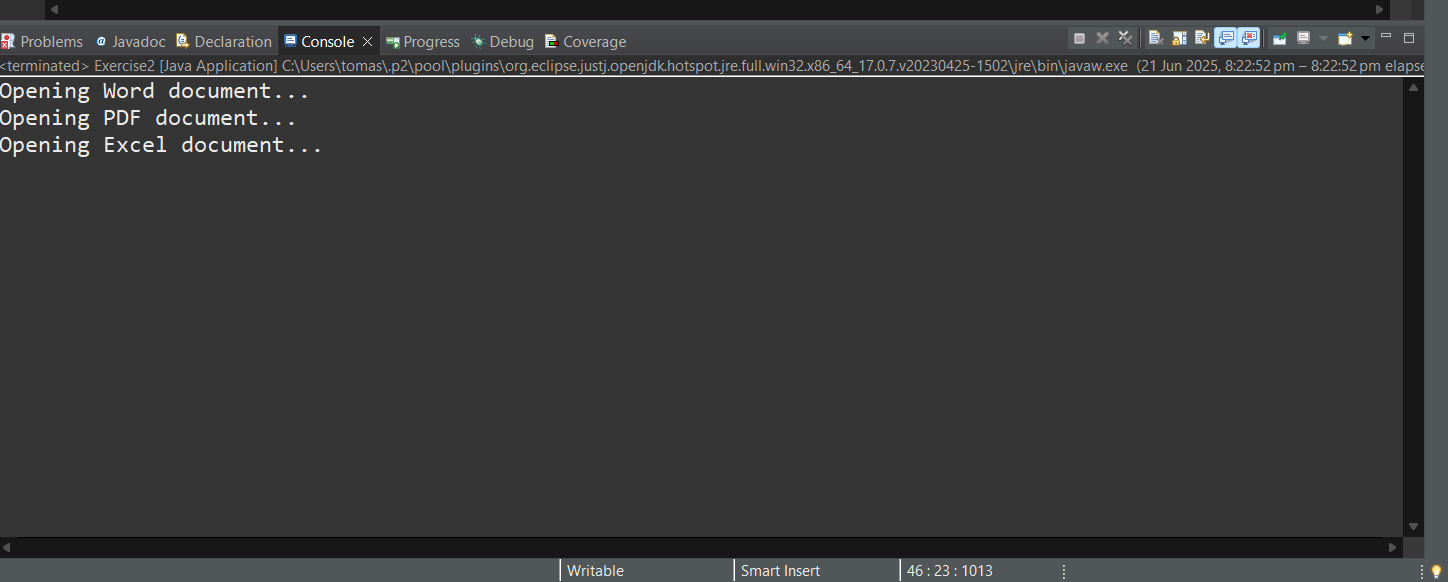 Problems Javadoc Declaration Console Progress Debug Coverage
<terminated> Exercise2 [Java Application] C:\Users\tomas\.p2\pool\plugins\org.eclipse.justj.openjdk.hotspot.jre.full.win32.x86_64_17.0.7.v20230425-1502\jre\bin\javaw.exe (21 Jun 2025, 8:22:52 pm – 8:22:52 pm elapse
Opening Word document...
Opening PDF document...
Opening Excel document...
Writable Smart Insert 46 : 23 : 1013